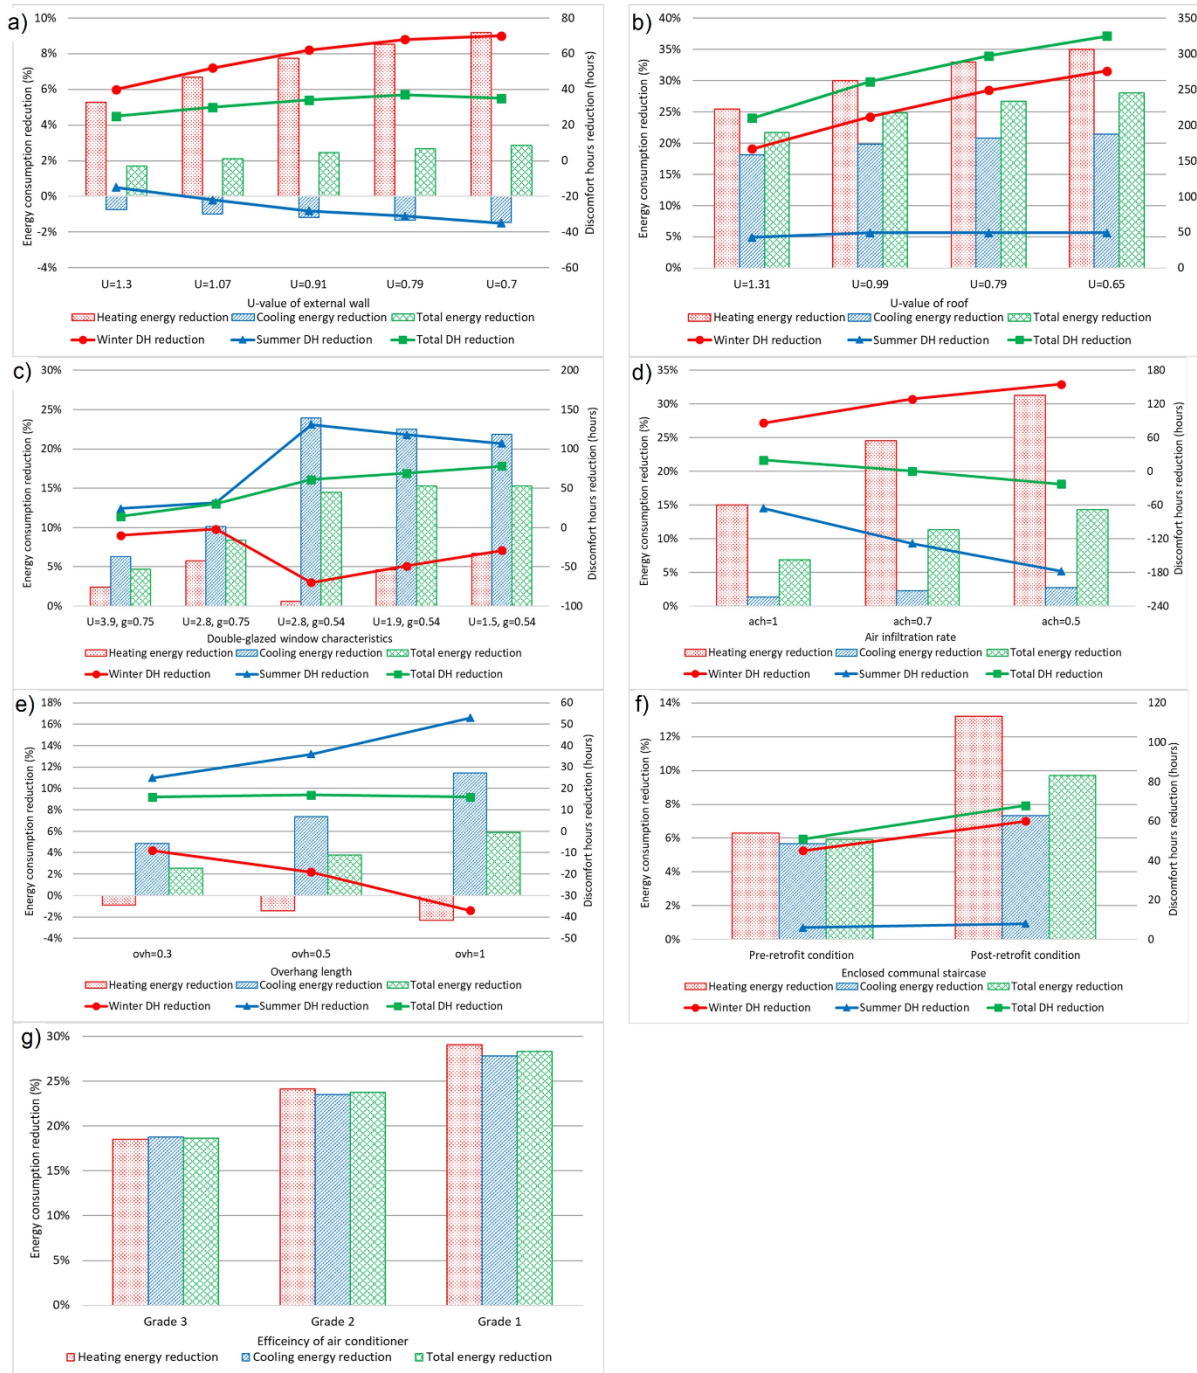 a)
10%
8%
6%
4%
2%
0%
-2%
-4%
Energy consumption redcution (%)
80
60
40
20
0
-20
-40
-60
Discomfort hours reduction (hours)
U=1.3 U=1.07 U=0.91 U=0.79 U=0.7
U-value of external wall
Heating energy reduction Cooling energy reduction Total energy reduction
Winter DH reduction Summer DH reduction Total DH reduction
b)
40%
35%
30%
25%
20%
15%
10%
5%
0%
Energy consumption reduction (%)
350
300
250
200
150
100
50
0
Discomfort hours reduction (hours)
U=1.31 U=0.99 U=0.79 U=0.65
U-value of roof
Heating energy reduction Cooling energy reduction Total energy reduction
Winter DH reduction Summer DH reduction Total DH reduction
c)
30%
25%
20%
15%
10%
5%
0%
Energy consumption reduction (%)
200
150
100
50
0
-50
-100
Discomfort hours reduction (hours)
U=3.9, g=0.75 U=2.8, g=0.75 U=2.8, g=0.54 U=1.9, g=0.54 U=1.5, g=0.54
Double-glazed window characteristics
Heating energy reduction Cooling energy reduction Total energy reduction
Winter DH reduction Summer DH reduction Total DH reduction
d)
35%
30%
25%
20%
15%
10%
5%
0%
Energy consumption reduction (%)
180
120
60
0
-60
-120
-180
-240
Discomfort hours reduction (hours)
ach=1 ach=0.7 ach=0.5
Air infiltration rate
Heating energy reduction Cooling energy reduction Total energy reduction
Winter DH reduction Summer DH reduction Total DH reduction
e)
18%
16%
14%
12%
10%
8%
6%
4%
2%
0%
-2%
-4%
Energy consumption reduction (%)
60
50
40
30
20
10
0
-10
-20
-30
-40
-50
Discomfort hours reduction (hours)
ovh=0.3 ovh=0.5 ovh=1
Overhang length
Heating energy reduction Cooling energy reduction Total energy reduction
Winter DH reduction Summer DH reduction Total DH reduction
f)
14%
12%
10%
8%
6%
4%
2%
0%
Energy consumption reduction (%)
120
100
80
60
40
20
0
Discomfort hours reduction (hours)
Pre-retrofit condition Post-retrofit condition
Enclosed communal staircase
Heating energy reduction Cooling energy reduction Total energy reduction
Winter DH reduction Summer DH reduction Total DH reduction
g)
30%
25%
20%
15%
10%
5%
0%
Energy consumption reduction (%)
Grade 3 Grade 2 Grade 1
Efficeincy of air conditioner
Heating energy reduction Cooling energy reduction Total energy reduction